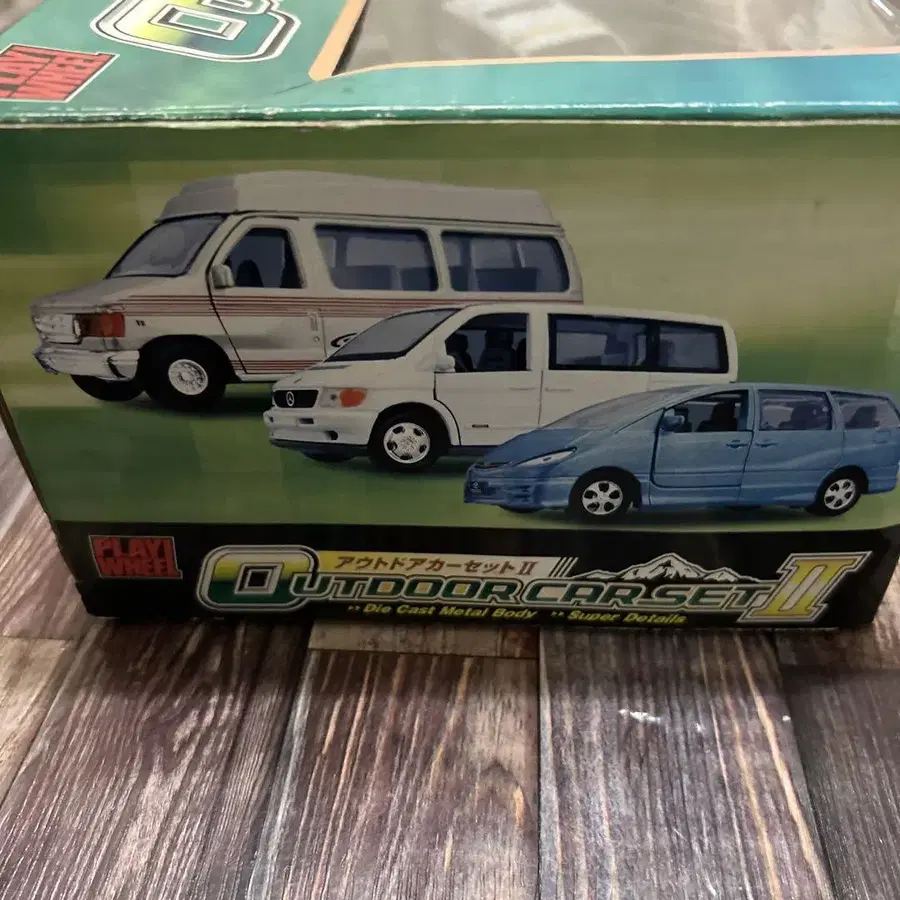 PLAY!
WHEEL
アウトドアカーセットII
OUTDOOR CAR SET II
Die Cast Metal Body Super Details